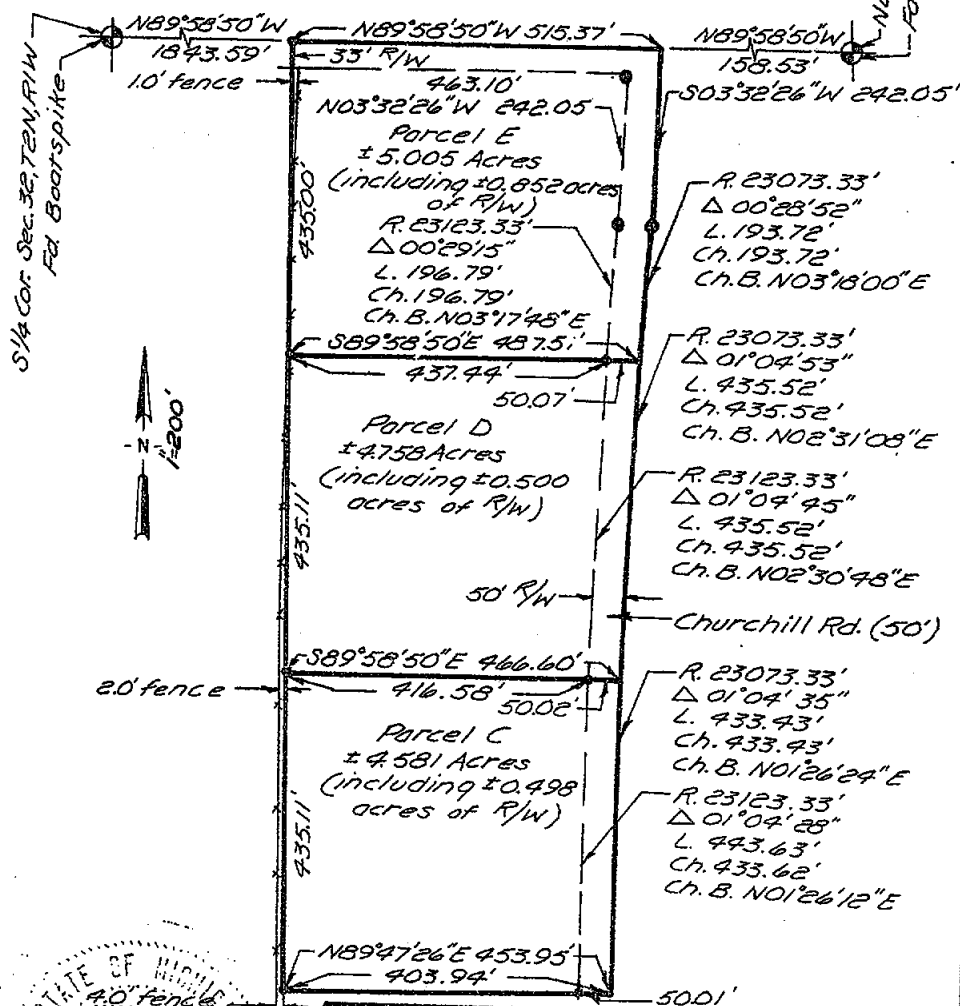 N89°58'50"W
1843.59'
N89°58'50"W 515.37'
N89°58'50"W
158.53'
33' R/W
1.0' fence
463.10'
S03°32'26"W 242.05'
N03°32'26"W 242.05
S1/4 Cor. Sec. 32, T2N, R1W
Fd. Boatspike
Parcel E
±5.005 Acres
(including ±0.852 acres
of R/W)
435.00'
R. 23123.33'
Δ 00°29'15"
L. 196.79'
Ch. 196.79'
Ch. B. N03°17'48"E
R. 23073.33'
Δ 00°28'52"
L. 193.72'
Ch. 193.72'
Ch. B. N03°18'00"E
S89°58'50"E 487.51'
437.44'
50.07'
N
1"=200'
R. 23073.33'
Δ 01°04'53"
L. 435.52'
Ch. 435.52'
Ch. B. N02°31'08"E
Parcel D
±4.758 Acres
(including ±0.500
acres of R/W)
435.11'
R. 23123.33'
Δ 01°04'45"
L. 435.52'
Ch. 435.52'
Ch. B. N02°30'48"E
50' R/W
Churchill Rd. (50')
S89°58'50"E 466.60'
2.0' fence
416.58'
50.02'
R. 23073.33'
Δ 01°04'35"
L. 433.43'
Ch. 433.43'
Ch. B. N01°26'24"E
Parcel C
±4.581 Acres
(including ±0.498
acres of R/W)
435.11'
R. 23123.33'
Δ 01°04'28"
L. 443.63'
Ch. 433.62'
Ch. B. N01°26'12"E
N89°47'26"E 453.95'
403.94'
50.01'
STATE OF
4.0' fence